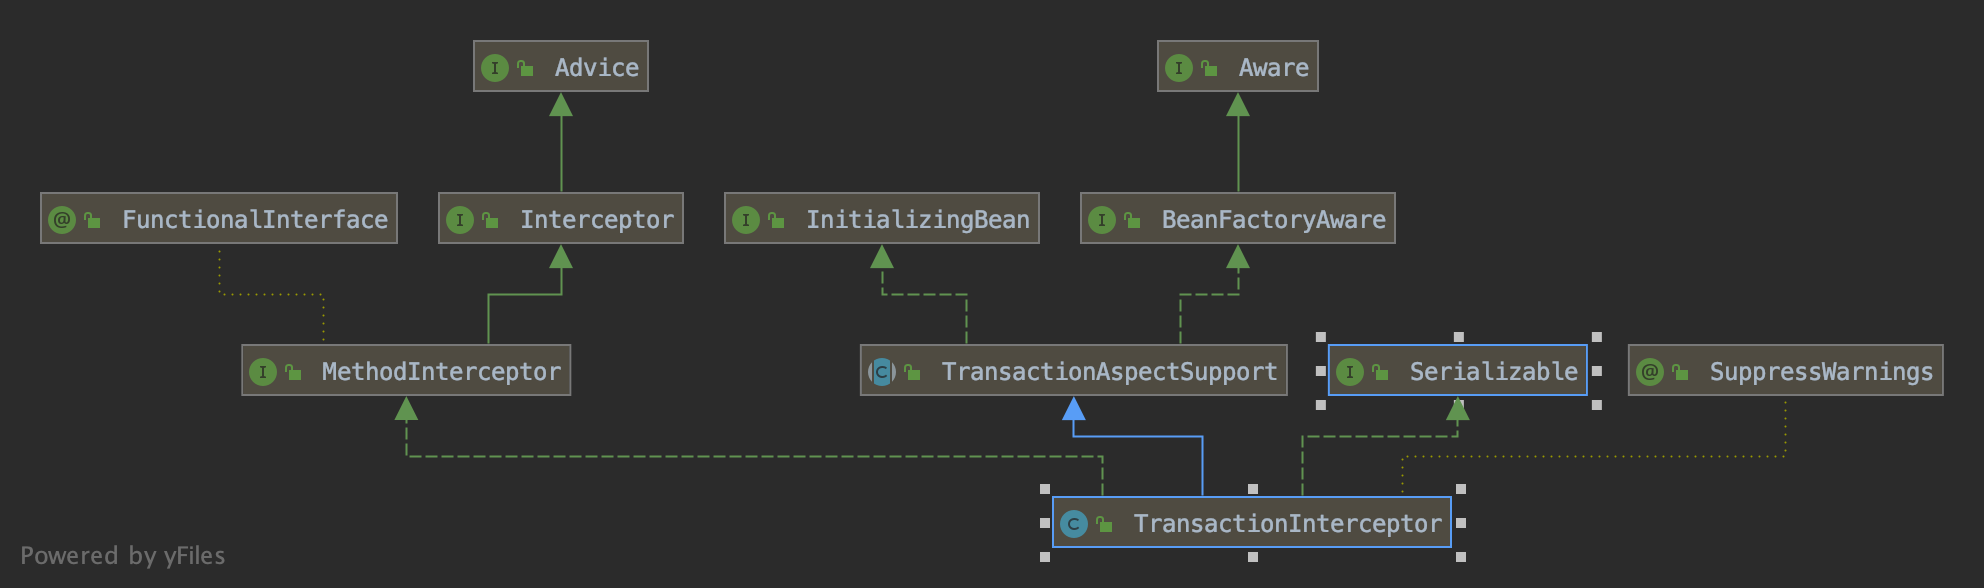 Advice
Aware
FunctionalInterface
Interceptor
InitializingBean
BeanFactoryAware
MethodInterceptor
TransactionAspectSupport
Serializable
SuppressWarnings
TransactionInterceptor
Powered by yFiles